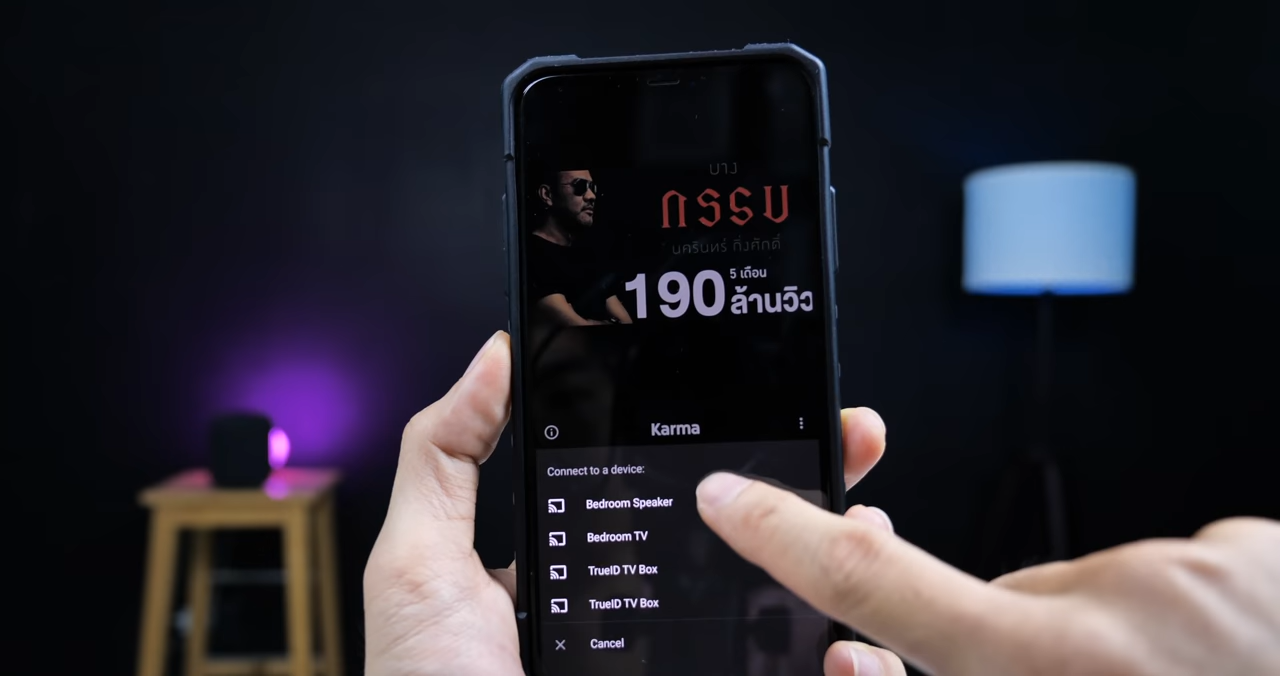 บาป
กรรม
นครินทร์ กิ่งศักดิ์
190 5 เดือน
ล้านวิว
Karma
Connect to a device:
Bedroom Speaker
Bedroom TV
TrueID TV Box
TrueID TV Box
Cancel